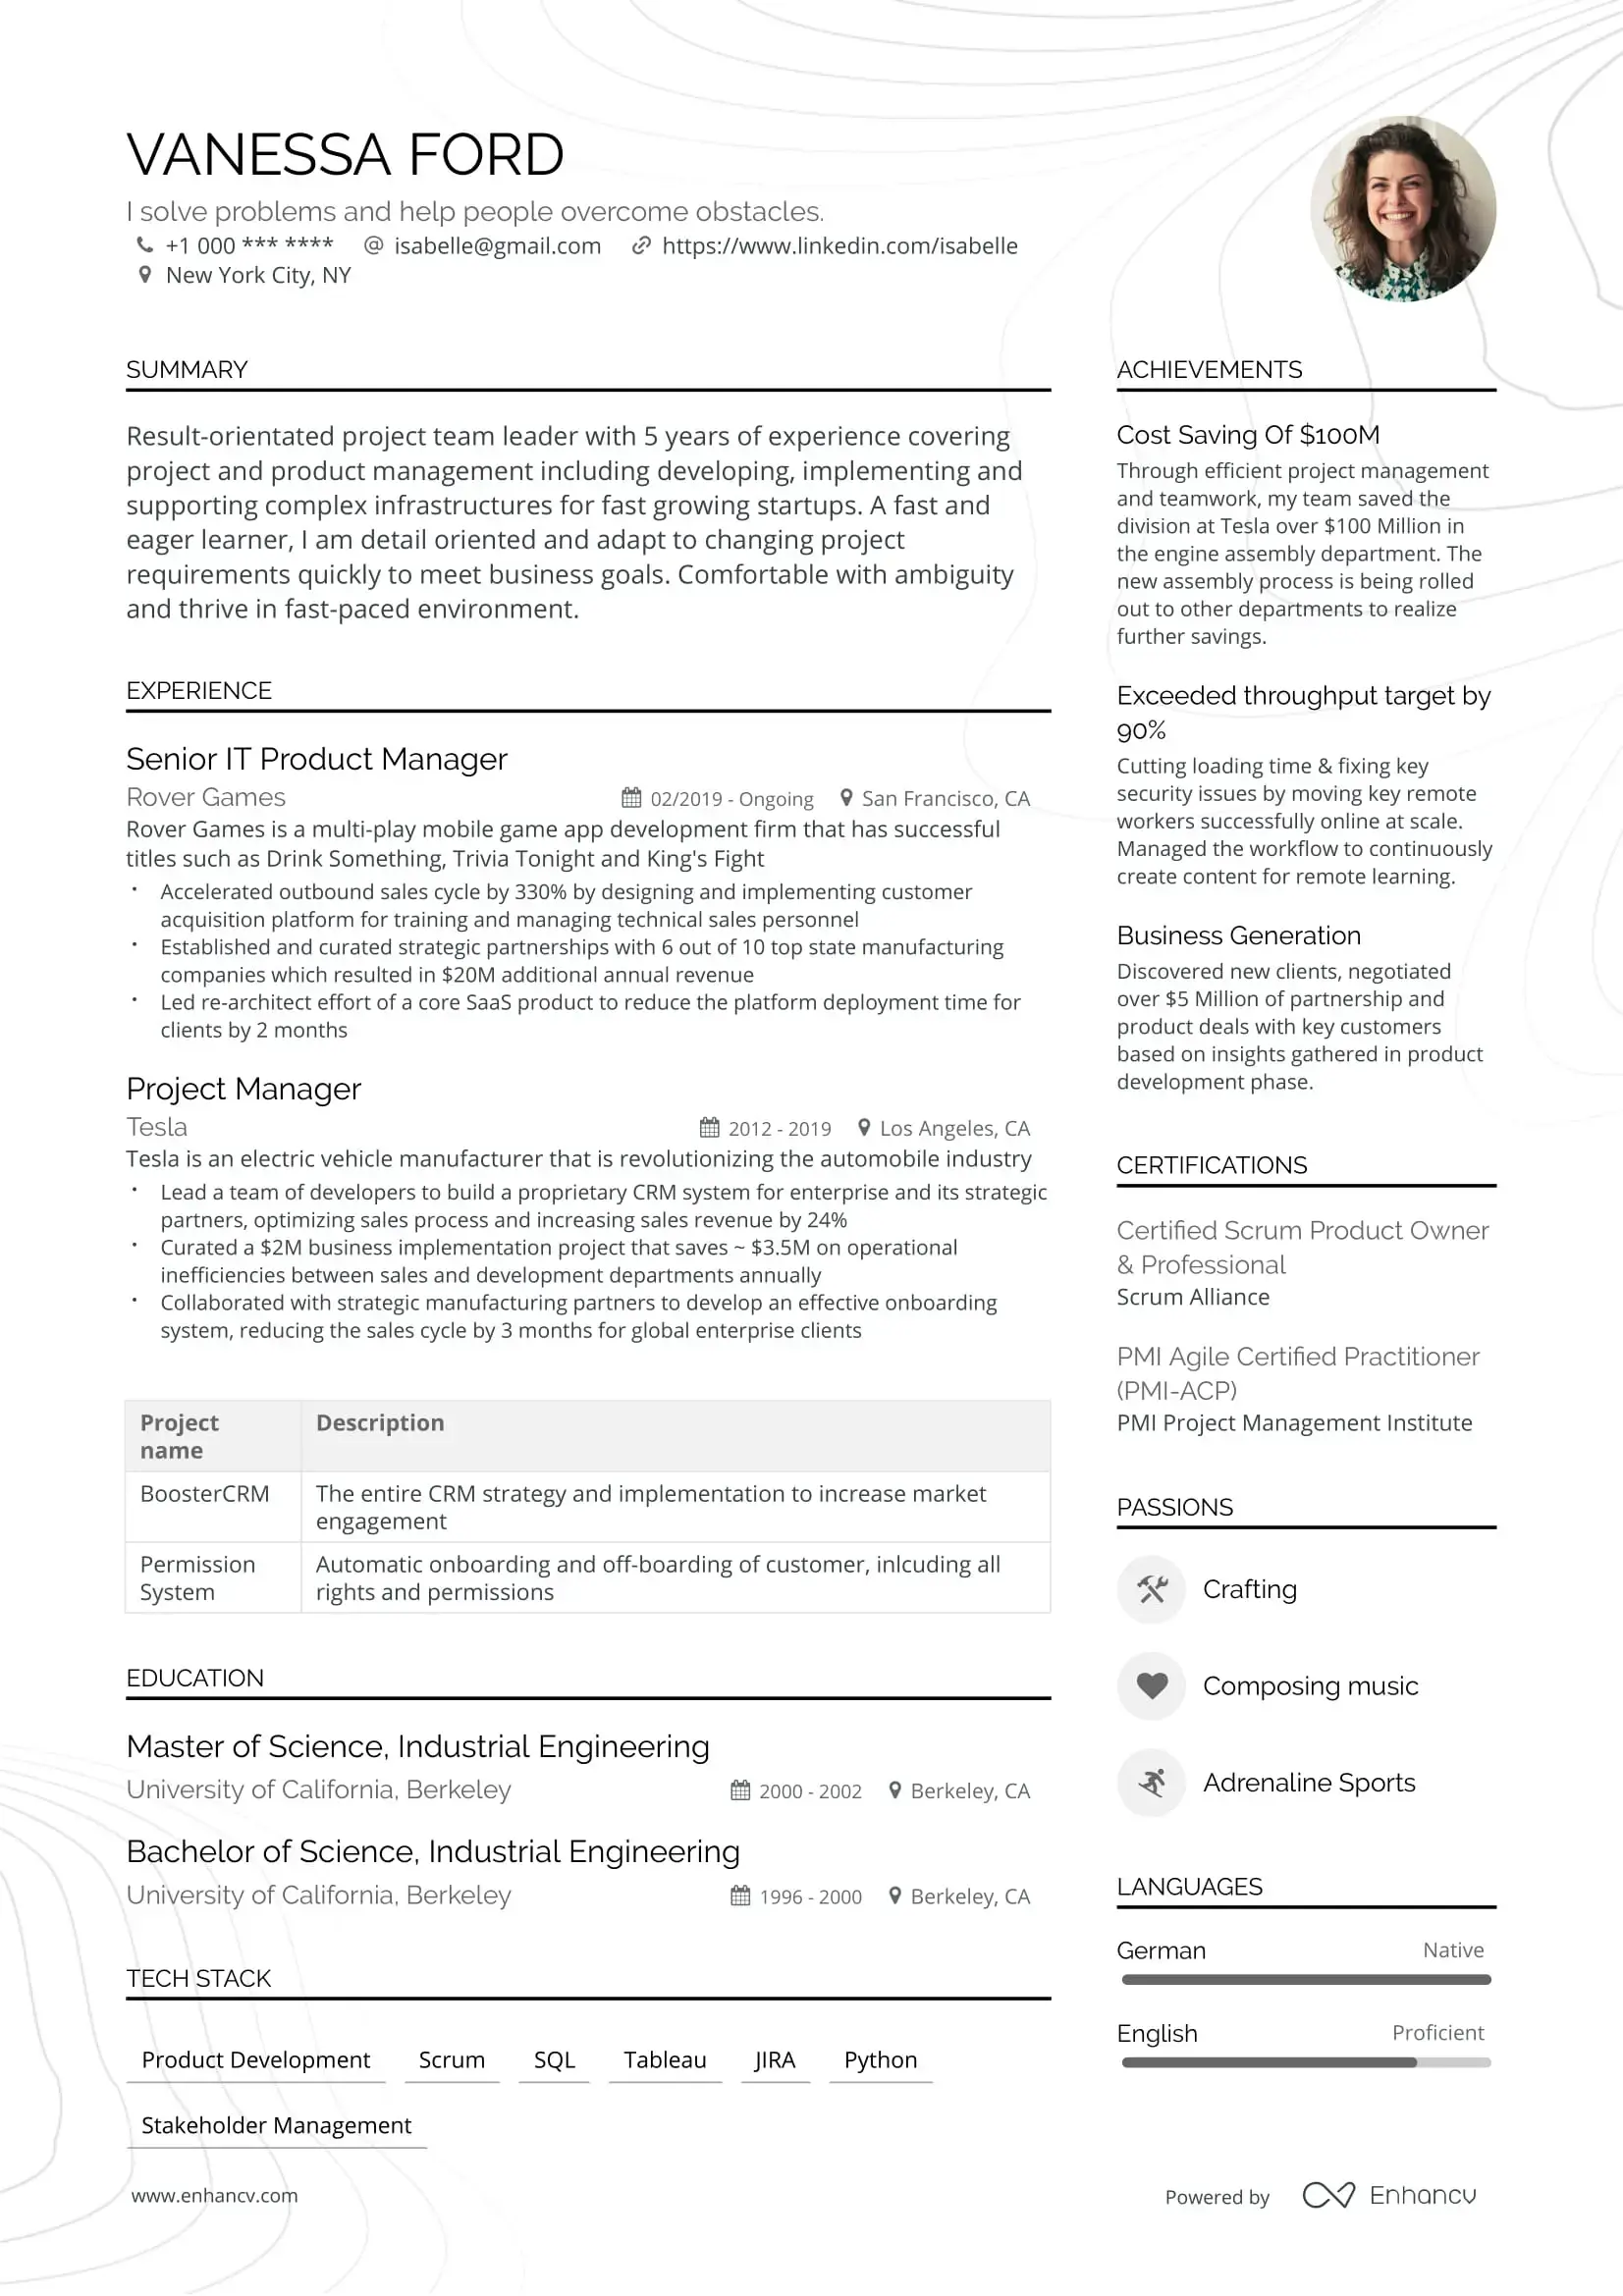 VANESSA FORD
I solve problems and help people overcome obstacles.
+1 000 *** **** @ isabelle@gmail.com https://www.linkedin.com/isabelle
New York City, NY
SUMMARY
Result-orientated project team leader with 5 years of experience covering
project and product management including developing, implementing and
supporting complex infrastructures for fast growing startups. A fast and
eager learner, I am detail oriented and adapt to changing project
requirements quickly to meet business goals. Comfortable with ambiguity
and thrive in fast-paced environment.
EXPERIENCE
Senior IT Product Manager
Rover Games 02/2019 - Ongoing San Francisco, CA
Rover Games is a multi-play mobile game app development firm that has successful
titles such as Drink Something, Trivia Tonight and King's Fight
• Accelerated outbound sales cycle by 330% by designing and implementing customer
acquisition platform for training and managing technical sales personnel
• Established and curated strategic partnerships with 6 out of 10 top state manufacturing
companies which resulted in $20M additional annual revenue
• Led re-architect effort of a core SaaS product to reduce the platform deployment time for
clients by 2 months
Project Manager
Tesla 2012 - 2019 Los Angeles, CA
Tesla is an electric vehicle manufacturer that is revolutionizing the automobile industry
• Lead a team of developers to build a proprietary CRM system for enterprise and its strategic
partners, optimizing sales process and increasing sales revenue by 24%
• Curated a $2M business implementation project that saves ~ $3.5M on operational
inefficiencies between sales and development departments annually
• Collaborated with strategic manufacturing partners to develop an effective onboarding
system, reducing the sales cycle by 3 months for global enterprise clients
Project name Description
BoosterCRM The entire CRM strategy and implementation to increase market
engagement
Permission System Automatic onboarding and off-boarding of customer, inlcuding all
rights and permissions
EDUCATION
Master of Science, Industrial Engineering
University of California, Berkeley 2000 - 2002 Berkeley, CA
Bachelor of Science, Industrial Engineering
University of California, Berkeley 1996 - 2000 Berkeley, CA
TECH STACK
Product Development Scrum SQL Tableau JIRA Python
Stakeholder Management
ACHIEVEMENTS
Cost Saving Of $100M
Through efficient project management
and teamwork, my team saved the
division at Tesla over $100 Million in
the engine assembly department. The
new assembly process is being rolled
out to other departments to realize
further savings.
Exceeded throughput target by
90%
Cutting loading time & fixing key
security issues by moving key remote
workers successfully online at scale.
Managed the workflow to continuously
create content for remote learning.
Business Generation
Discovered new clients, negotiated
over $5 Million of partnership and
product deals with key customers
based on insights gathered in product
development phase.
CERTIFICATIONS
Certified Scrum Product Owner
& Professional
Scrum Alliance
PMI Agile Certified Practitioner
(PMI-ACP)
PMI Project Management Institute
PASSIONS
Crafting
Composing music
Adrenaline Sports
LANGUAGES
German Native
English Proficient
www.enhancv.com
Powered by Enhancv